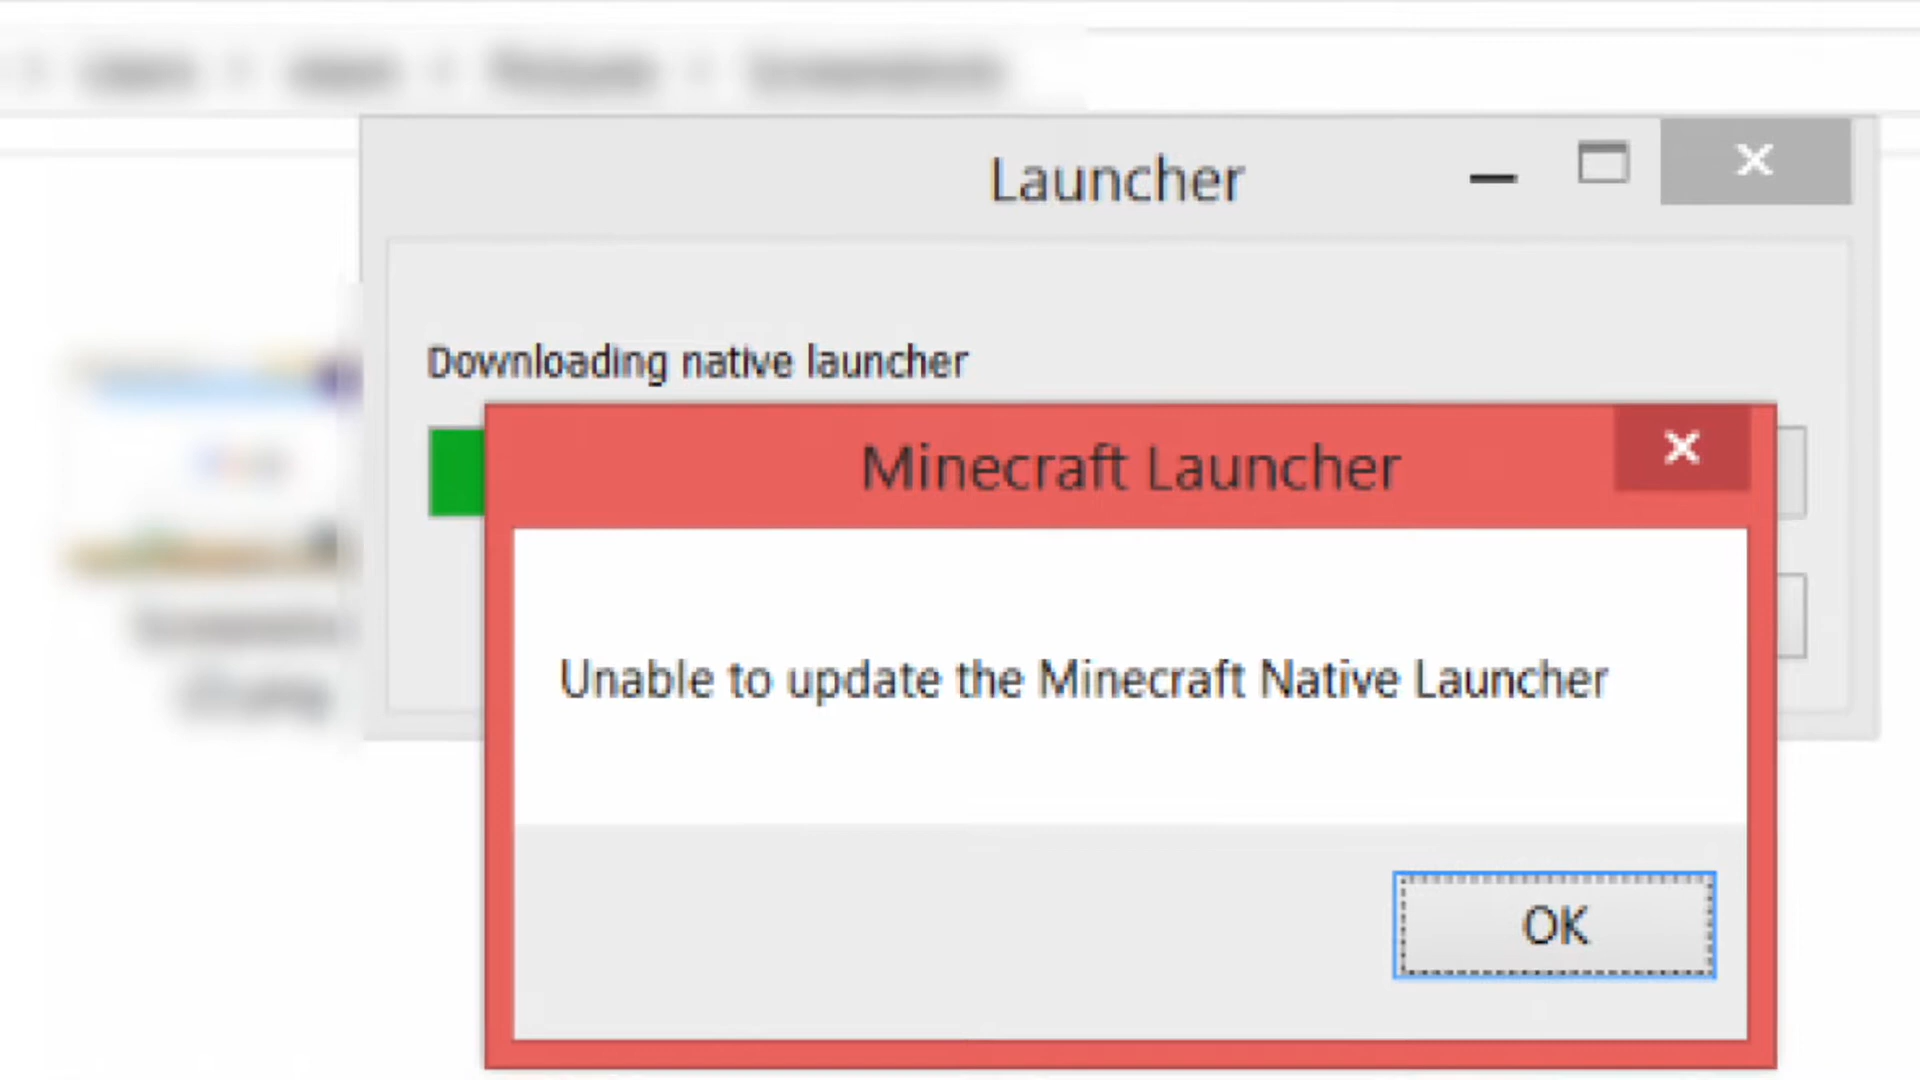 Launcher
Downloading native launcher
Minecraft Launcher
Unable to update the Minecraft Native Launcher
OK